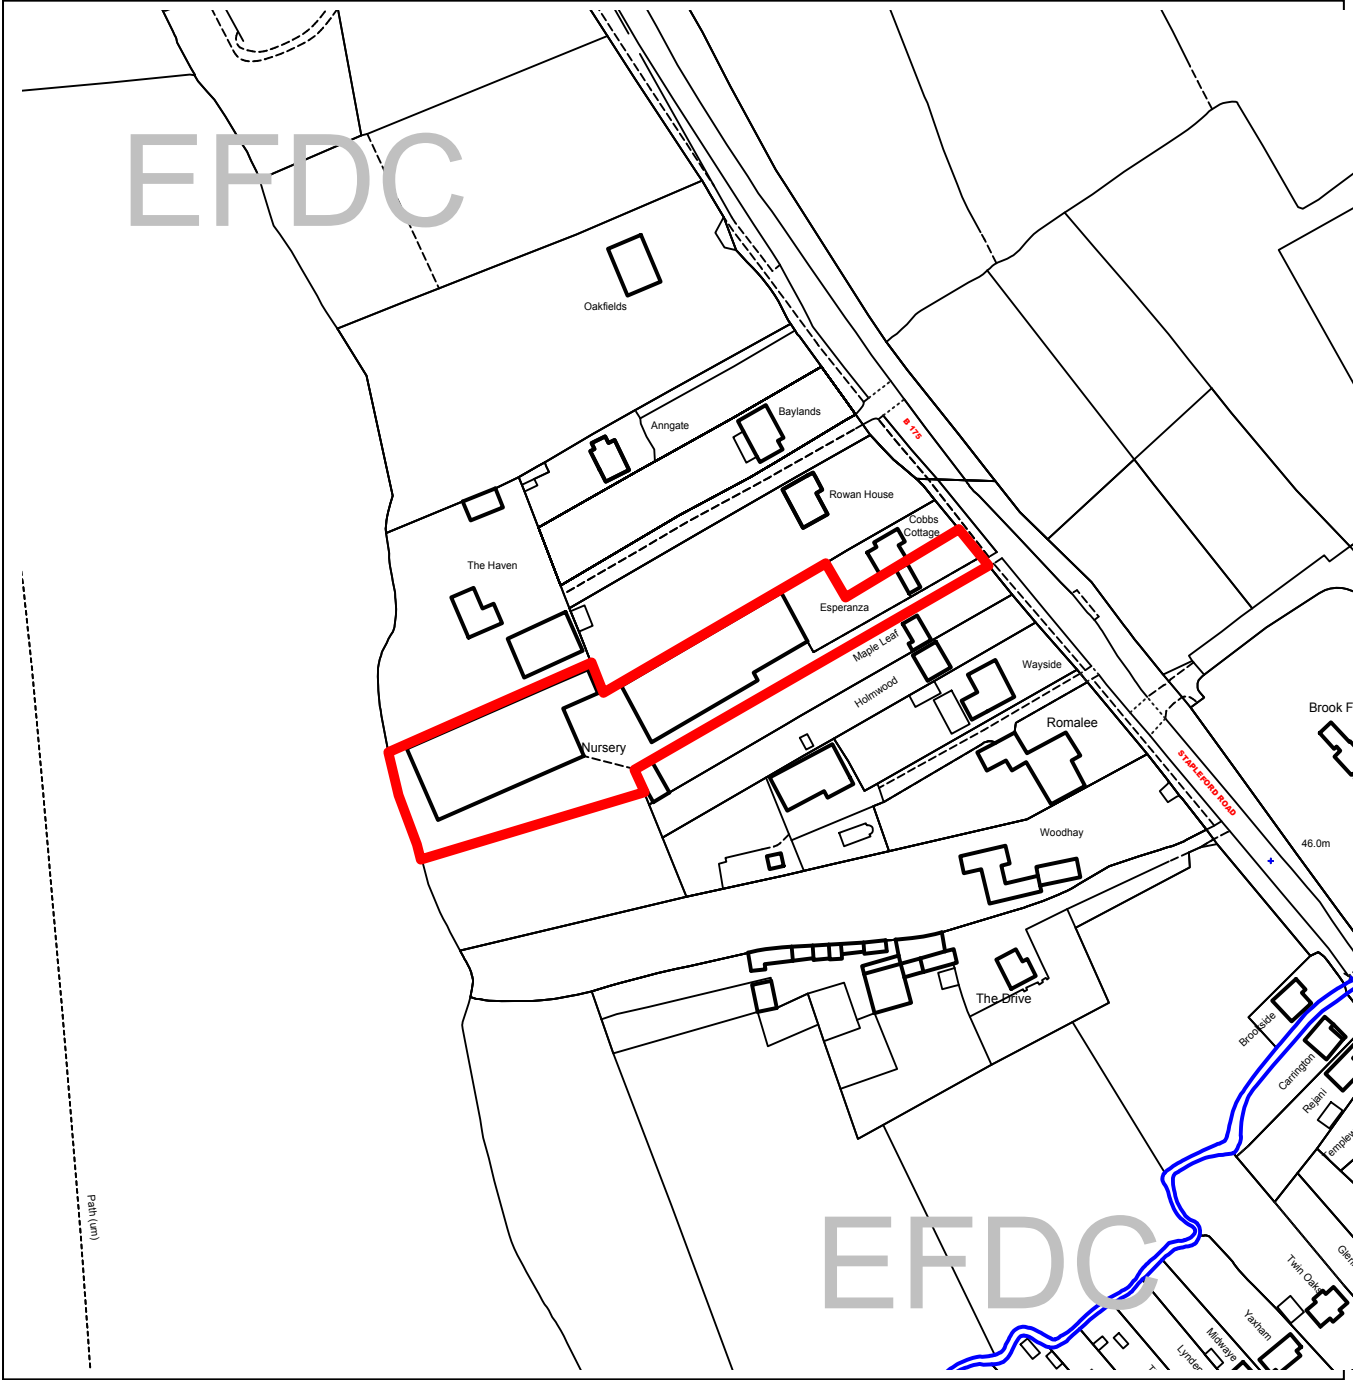 EFDC
Oakfields
Baylands
Anngate
B 175
Rowan House
Cobbs
Cottage
The Haven
Esperanza
Maple Leaf
Wayside
Holmwood
Brook F
Romalee
Nursery
STAPLEFORD ROAD
Woodhay
46.0m
The Drive
Brookside
Carrington
Rejani
Path (um)
EFDC
Twin Oaks
Yaxham
Midwaye